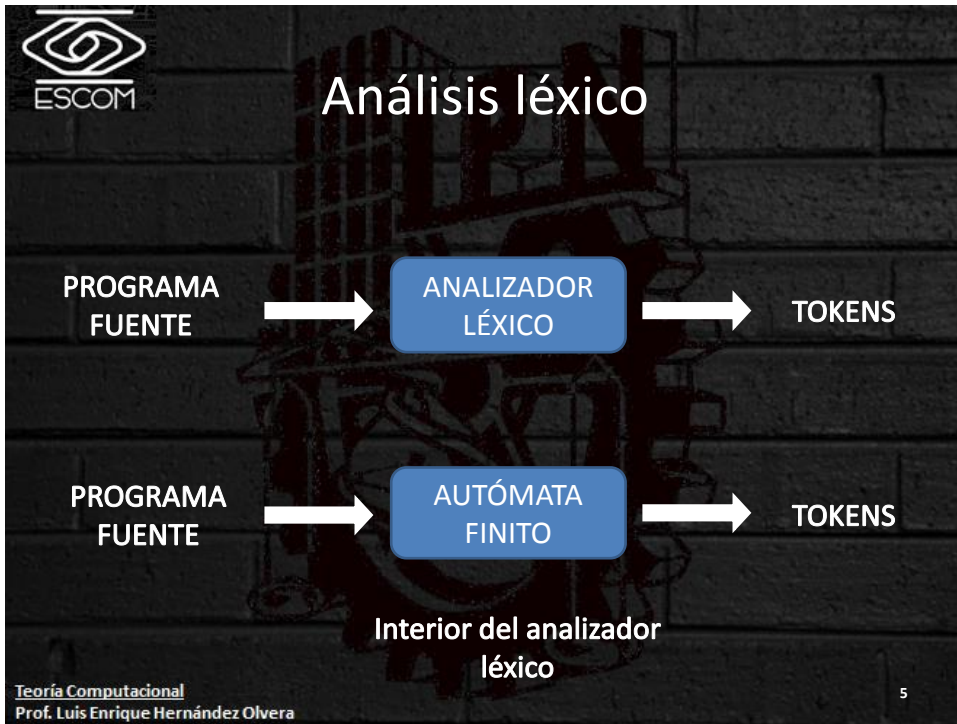 ESCOM
Análisis léxico
IPN
PROGRAMA
FUENTE
ANALIZADOR
LÉXICO
TOKENS
PROGRAMA
FUENTE
AUTÓMATA
FINITO
TOKENS
Interior del analizador
léxico
Teoría Computacional
Prof. Luis Enrique Hernández Olvera
5